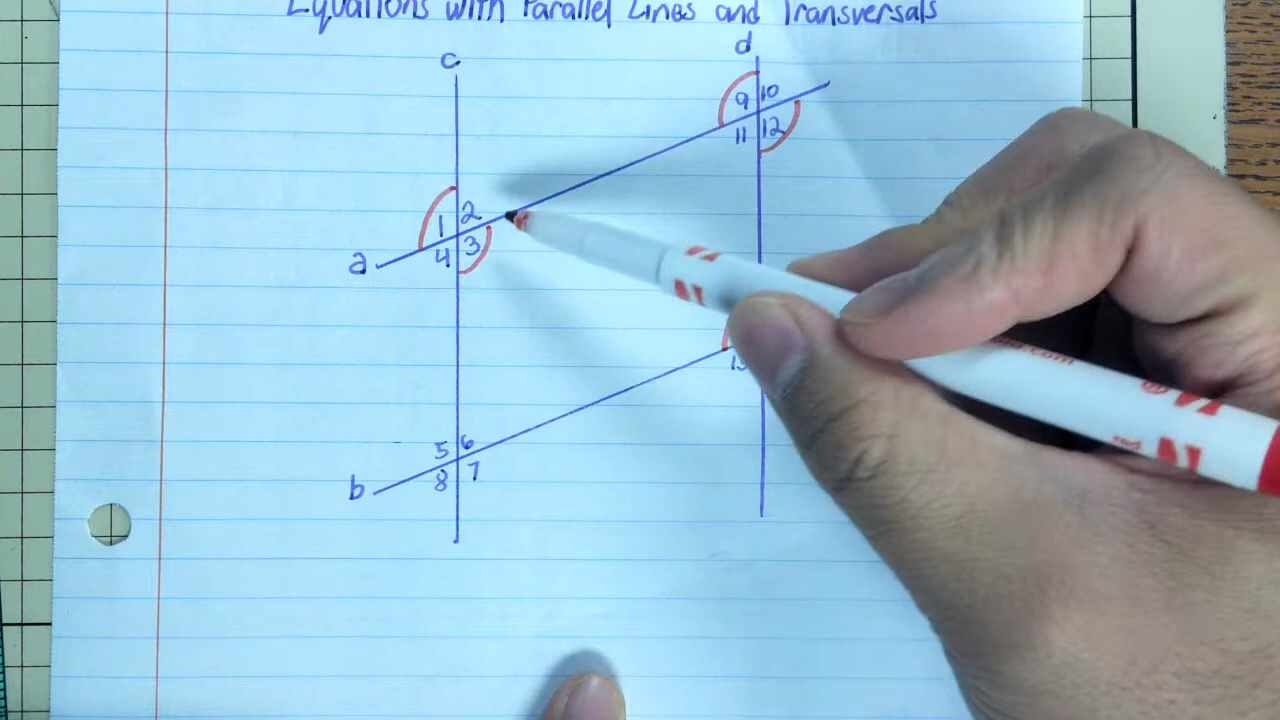 Equations with Parallel Lines and Transversals
c
d
9 10
11 12
1 2
a 4 3
5 6
b 8 7